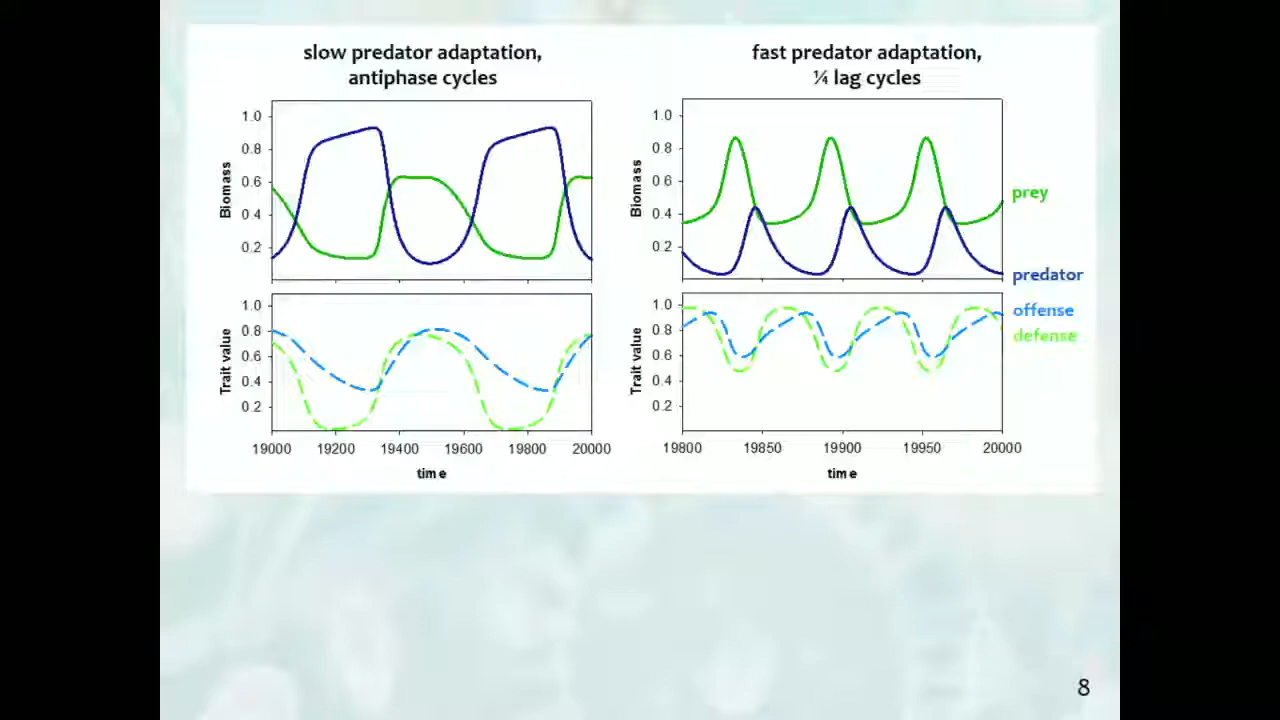 slow predator adaptation,
antiphase cycles
fast predator adaptation,
¼ lag cycles
1.0
0.8
0.6
0.4
0.2
Biomass
1.0
0.8
0.6
0.4
0.2
Biomass
prey
predator
1.0
0.8
0.6
0.4
0.2
Trait value
19000 19200 19400 19600 19800 20000
time
1.0
0.8
0.6
0.4
0.2
Trait value
offense
defense
19800 19850 19900 19950 20000
time
8